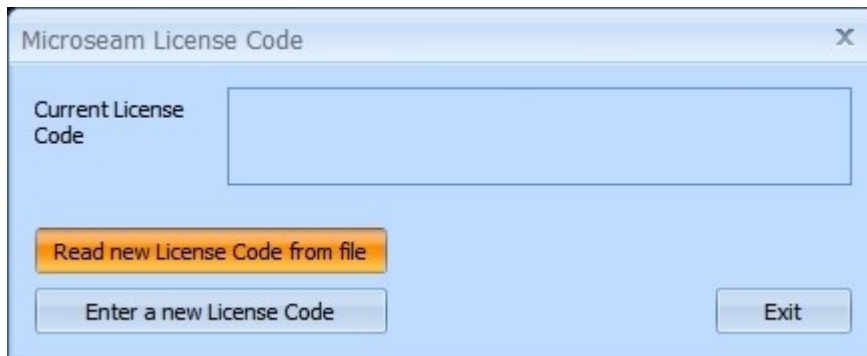 Microseam License Code
Current License
Code
Read new License Code from file
Enter a new License Code
Exit